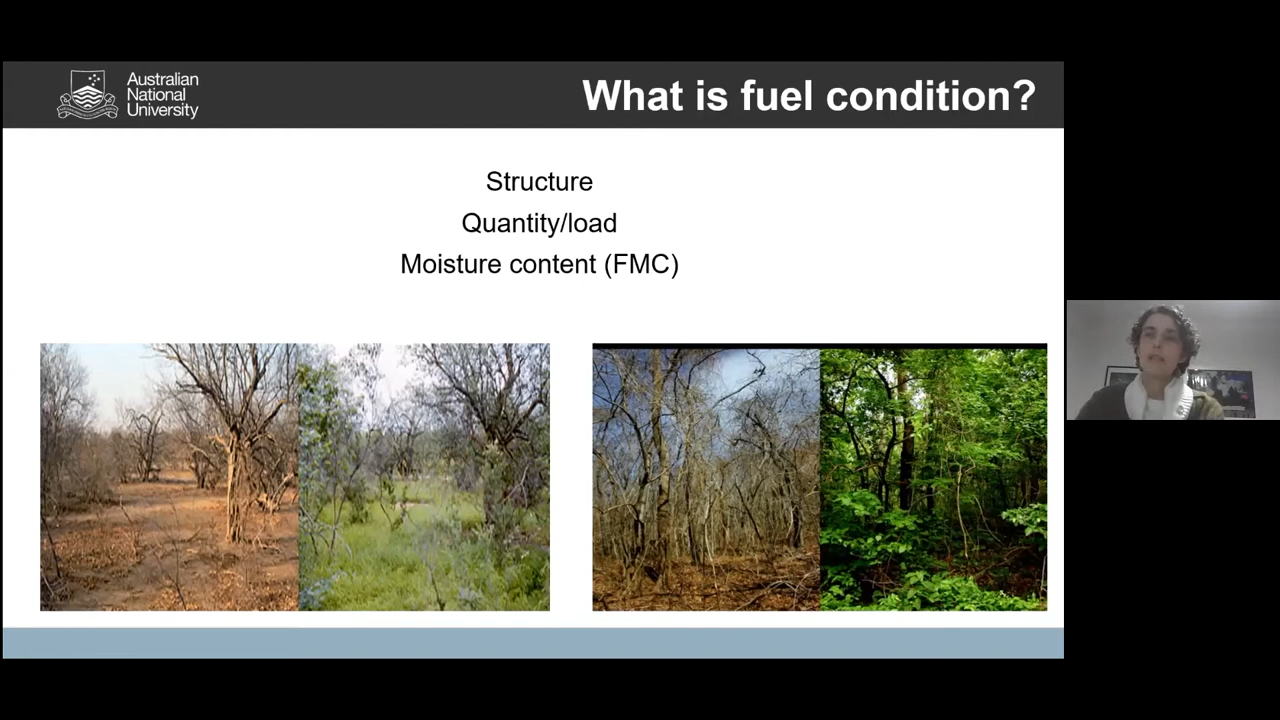 Australian
National
University
What is fuel condition?
Structure
Quantity/load
Moisture content (FMC)